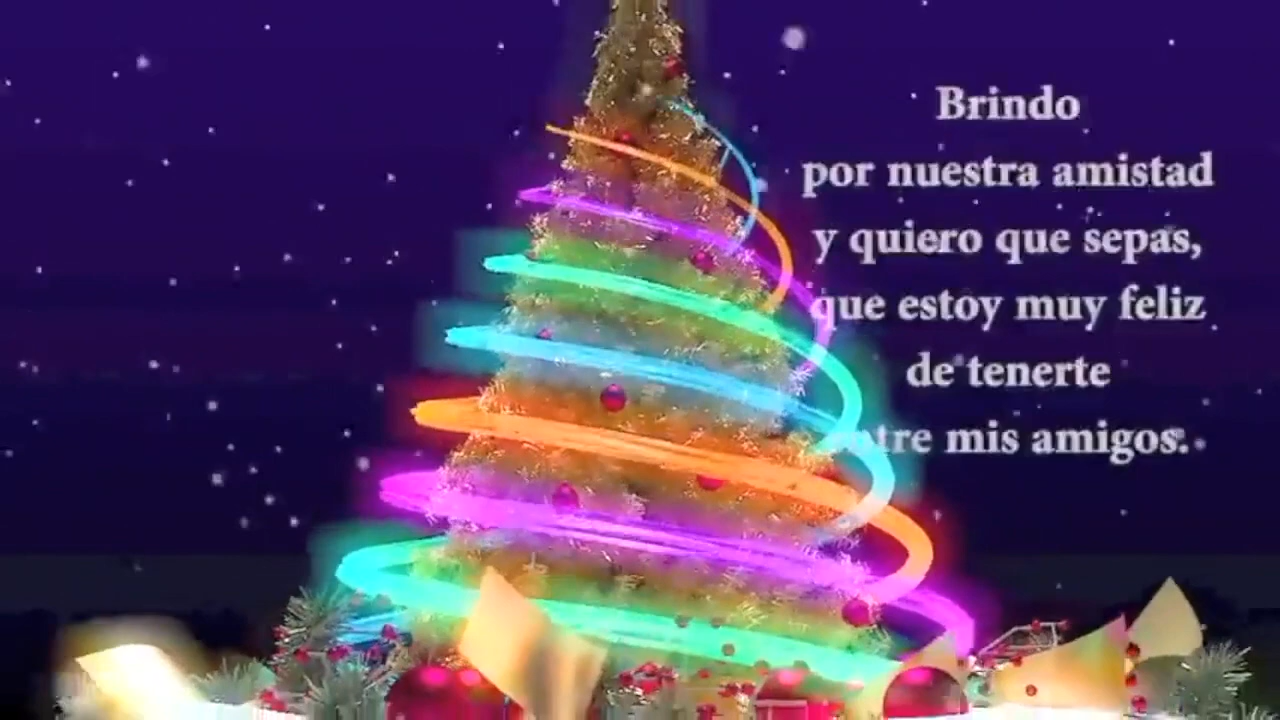 Brindo
por nuestra amistad
y quiero que sepas,
que estoy muy feliz
de tenerte
entre mis amigos.